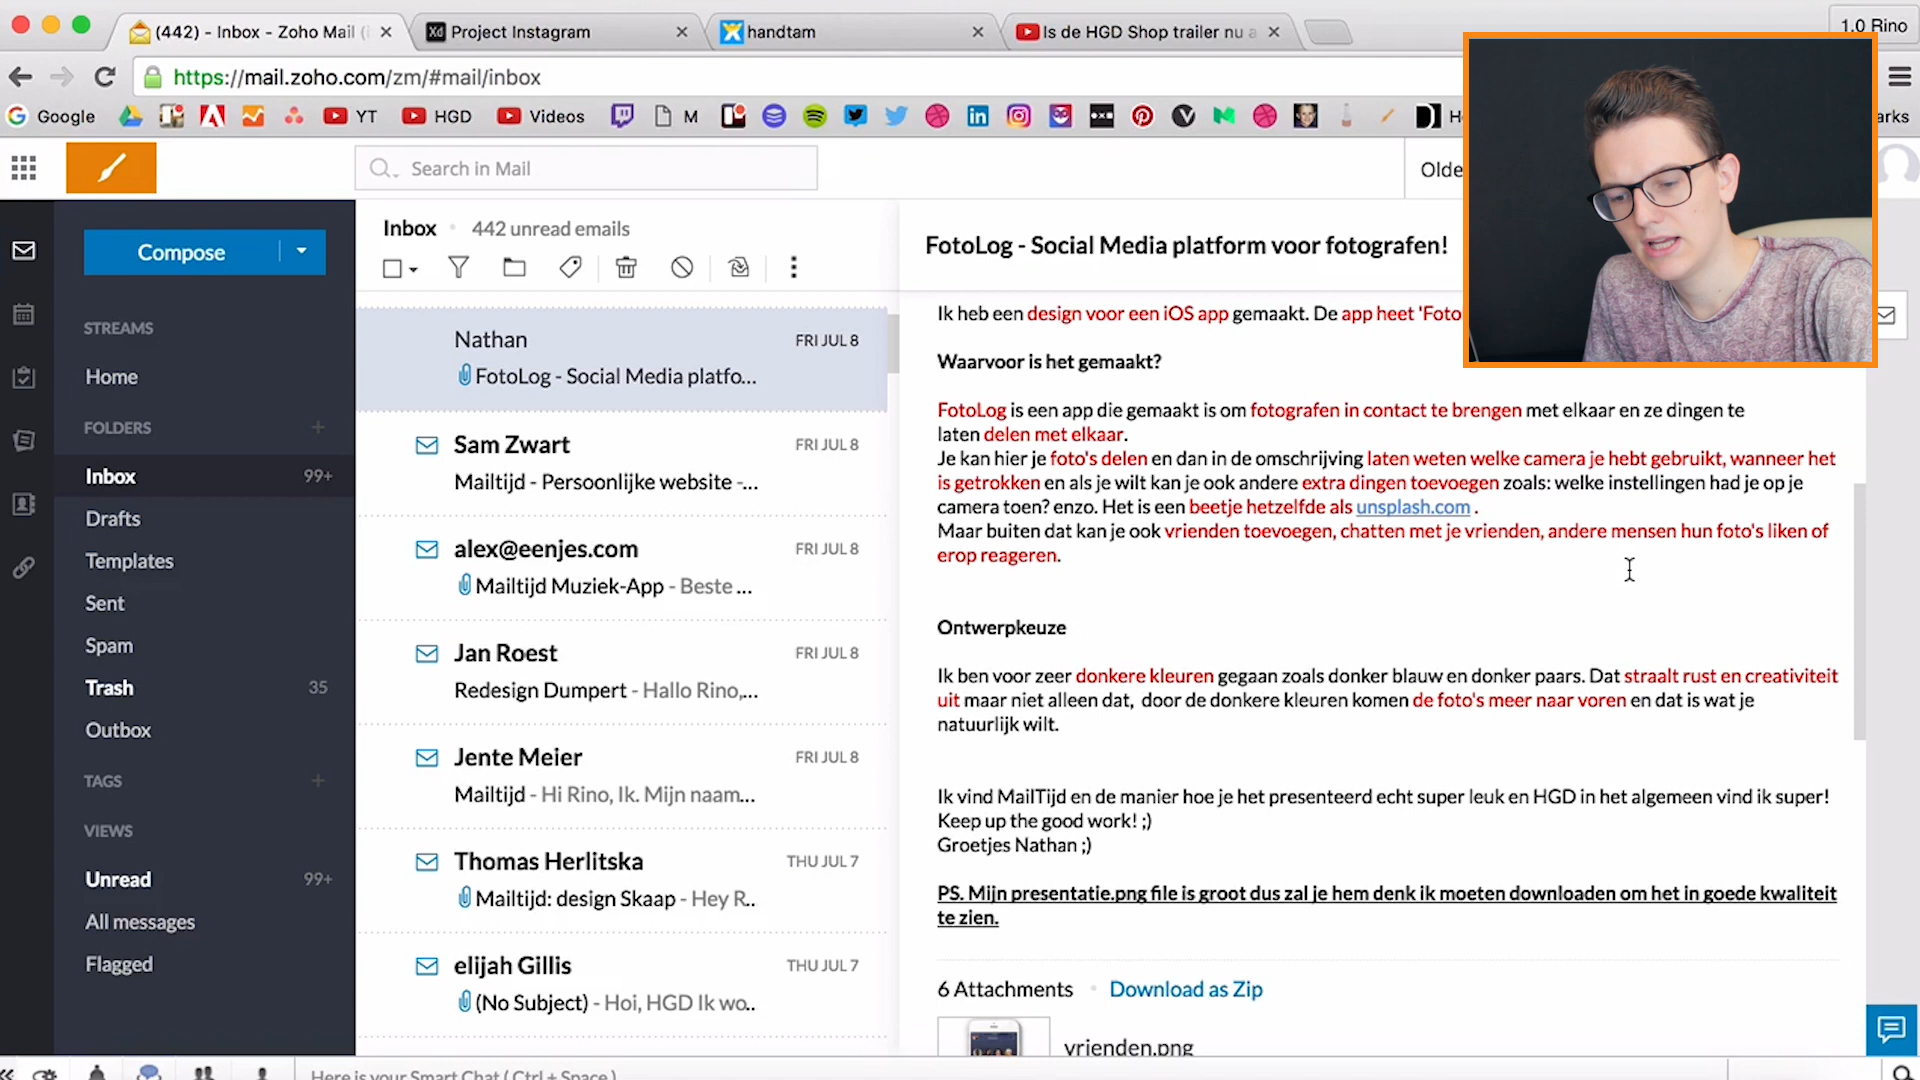 (442) - Inbox - Zoho Mail (
Project Instagram
handtam
Is de HGD Shop trailer nu a
1.0 Rino
https://mail.zoho.com/zm/#mail/inbox
Google
YT
HGD
Videos
M
Search in Mail
Olde
Compose
STREAMS
Home
FOLDERS
Inbox 99+
Drafts
Templates
Sent
Spam
Trash 35
Outbox
TAGS
VIEWS
Unread 99+
All messages
Flagged
Inbox 442 unread emails
Nathan FRI JUL 8
FotoLog - Social Media platfo...
Sam Zwart FRI JUL 8
Mailtijd - Persoonlijke website -...
alex@eenjes.com FRI JUL 8
Mailtijd Muziek-App - Beste ...
Jan Roest FRI JUL 8
Redesign Dumpert - Hallo Rino,...
Jente Meier FRI JUL 8
Mailtijd - Hi Rino, Ik. Mijn naam...
Thomas Herlitska THU JUL 7
Mailtijd: design Skaap - Hey R..
elijah Gillis THU JUL 7
(No Subject) - Hoi, HGD Ik wo..
FotoLog - Social Media platform voor fotografen!
Ik heb een design voor een iOS app gemaakt. De app heet 'Foto
Waarvoor is het gemaakt?
FotoLog is een app die gemaakt is om fotografen in contact te brengen met elkaar en ze dingen te
laten delen met elkaar.
Je kan hier je foto's delen en dan in de omschrijving laten weten welke camera je hebt gebruikt, wanneer het
is getrokken en als je wilt kan je ook andere extra dingen toevoegen zoals: welke instellingen had je op je
camera toen? enzo. Het is een beetje hetzelfde als unsplash.com .
Maar buiten dat kan je ook vrienden toevoegen, chatten met je vrienden, andere mensen hun foto's liken of
erop reageren.
Ontwerpkeuze
Ik ben voor zeer donkere kleuren gegaan zoals donker blauw en donker paars. Dat straalt rust en creativiteit
uit maar niet alleen dat, door de donkere kleuren komen de foto's meer naar voren en dat is wat je
natuurlijk wilt.
Ik vind MailTijd en de manier hoe je het presenteerd echt super leuk en HGD in het algemeen vind ik super!
Keep up the good work! ;)
Groetjes Nathan ;)
PS. Mijn presentatie.png file is groot dus zal je hem denk ik moeten downloaden om het in goede kwaliteit
te zien.
6 Attachments Download as Zip
vrienden.png
Here is your Smart Chat ( Ctrl + Space )